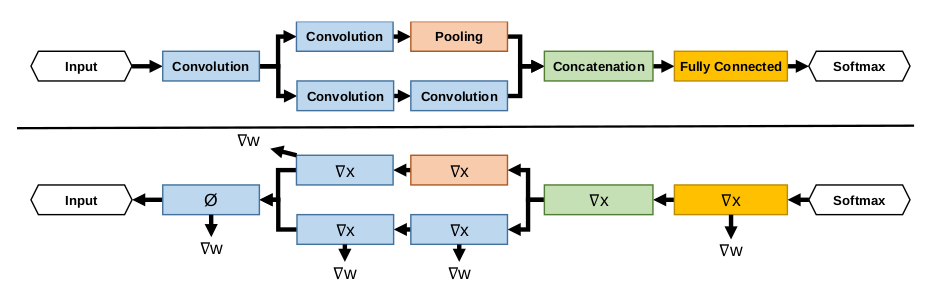 Convolution
Pooling
Input
Convolution
Concatenation
Fully Connected
Softmax
Convolution
Convolution
∇w
∇x
∇x
Input
Ø
∇x
∇x
Softmax
∇x
∇x
∇w
∇w
∇w
∇w